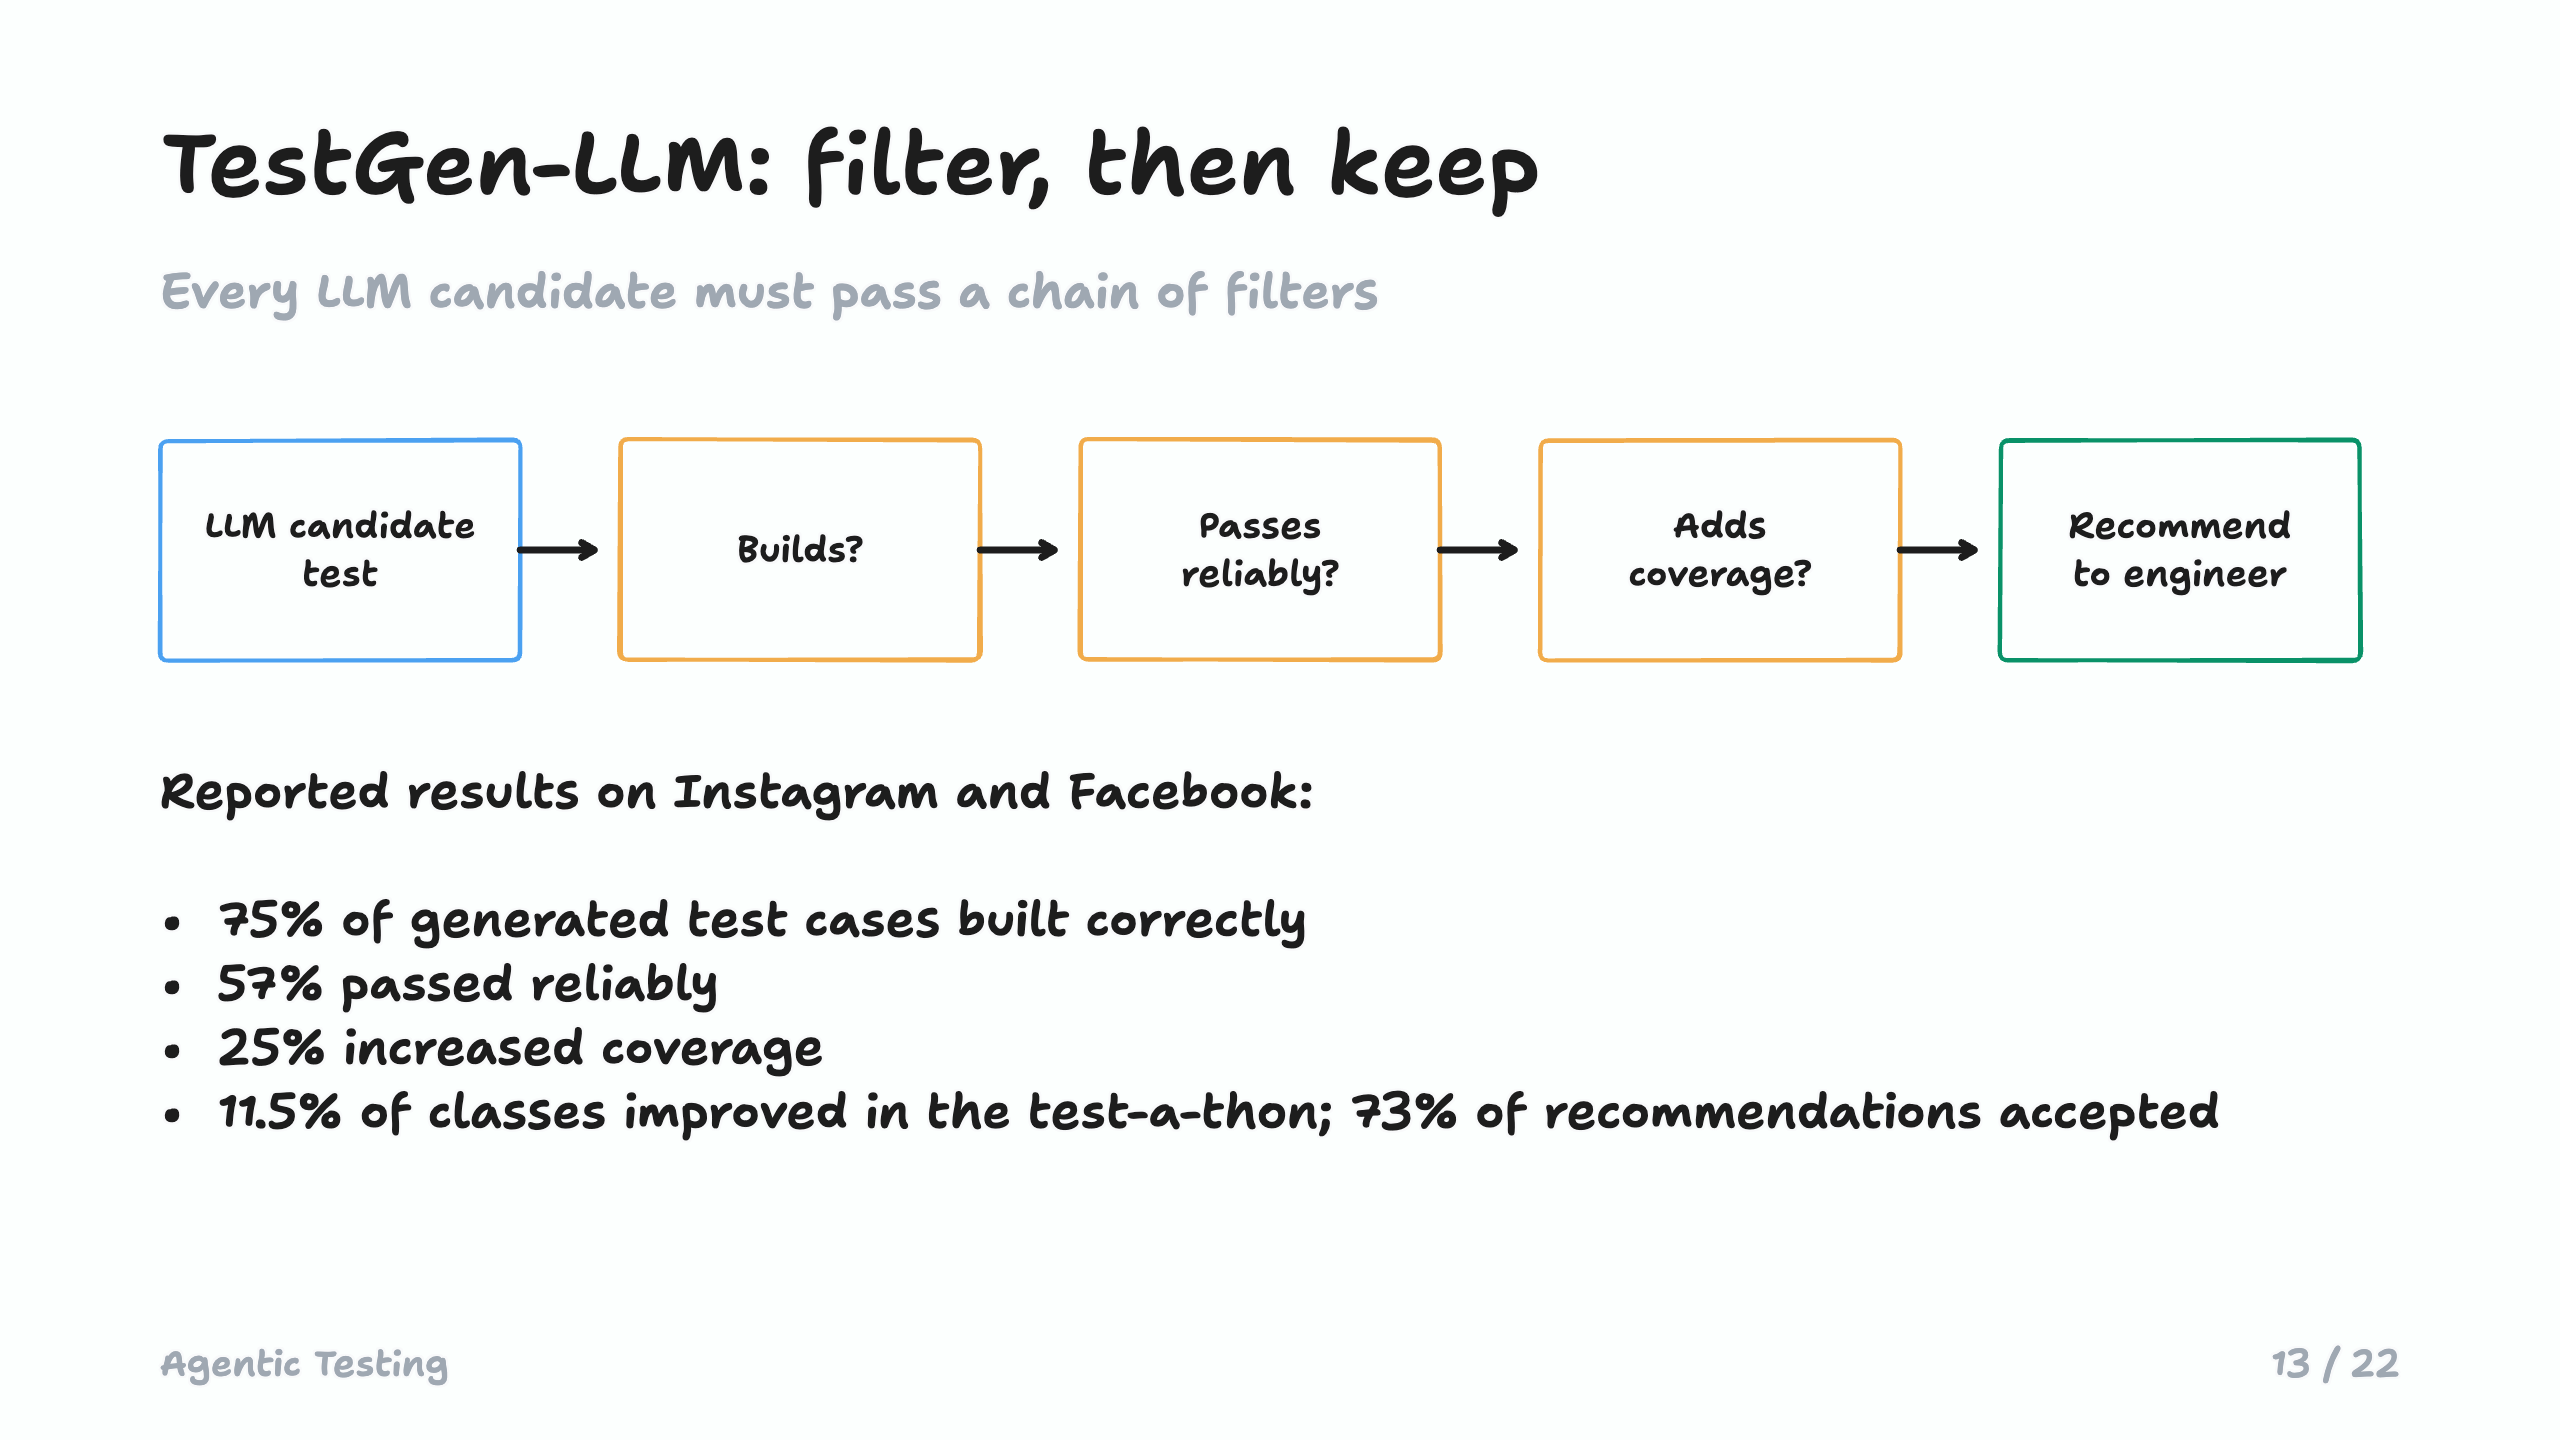 TestGen-LLM: filter, then keep
Every LLM candidate must pass a chain of filters
LLM candidate
test
Builds?
Passes
reliably?
Adds
coverage?
Recommend
to engineer
Reported results on Instagram and Facebook:
• 75% of generated test cases built correctly
• 57% passed reliably
• 25% increased coverage
• 11.5% of classes improved in the test-a-thon; 73% of recommendations accepted
Agentic Testing
13 / 22